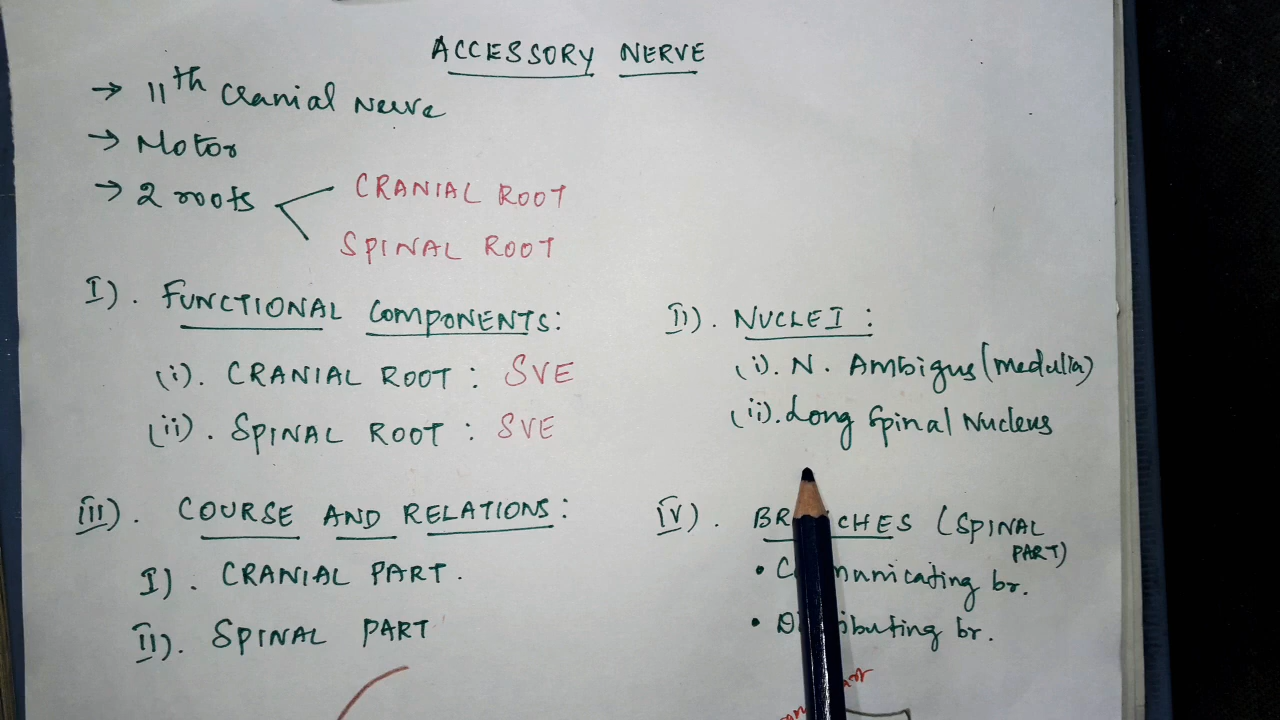 ACCESSORY NERVE
→ 11th Cranial Nerve
→ Motor
→ 2 roots
CRANIAL ROOT
SPINAL ROOT
I). FUNCTIONAL COMPONENTS:
(i). CRANIAL ROOT : SVE
(ii). SPINAL ROOT : SVE
II). NUCLEI :
(i). N. Ambigus (medulla)
(ii). Long Spinal Nucleus
III). COURSE AND RELATIONS :
I). CRANIAL PART.
II). SPINAL PART
IV). BR CHES (SPINAL
PART)
• C municating br.
• D ibuting br.